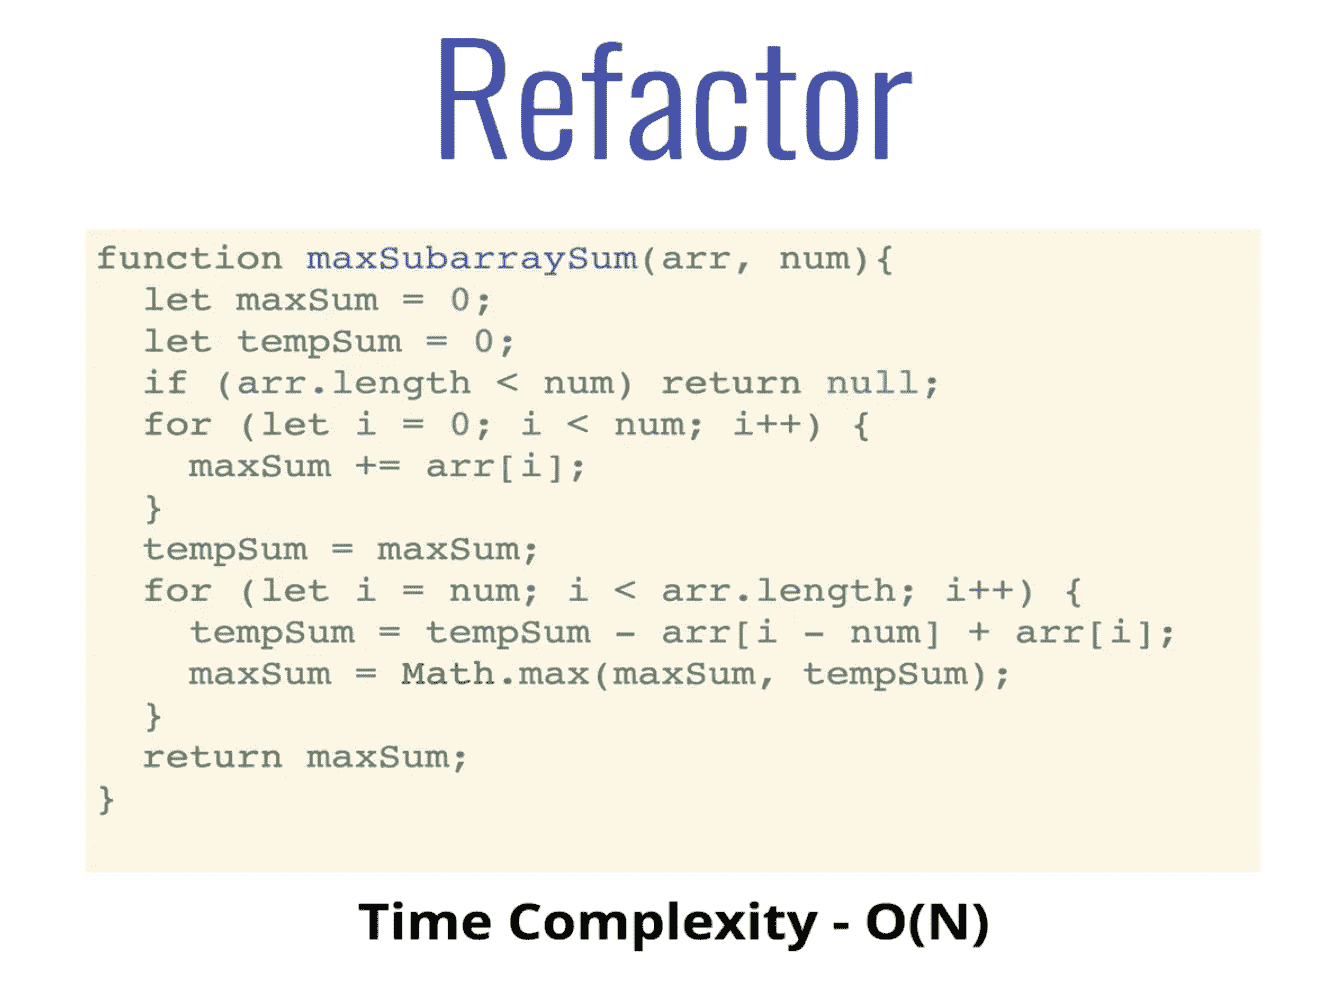 Refactor
function maxSubarraySum(arr, num){
  let maxSum = 0;
  let tempSum = 0;
  if (arr.length < num) return null;
  for (let i = 0; i < num; i++) {
    maxSum += arr[i];
  }
  tempSum = maxSum;
  for (let i = num; i < arr.length; i++) {
    tempSum = tempSum - arr[i - num] + arr[i];
    maxSum = Math.max(maxSum, tempSum);
  }
  return maxSum;
}
Time Complexity - O(N)